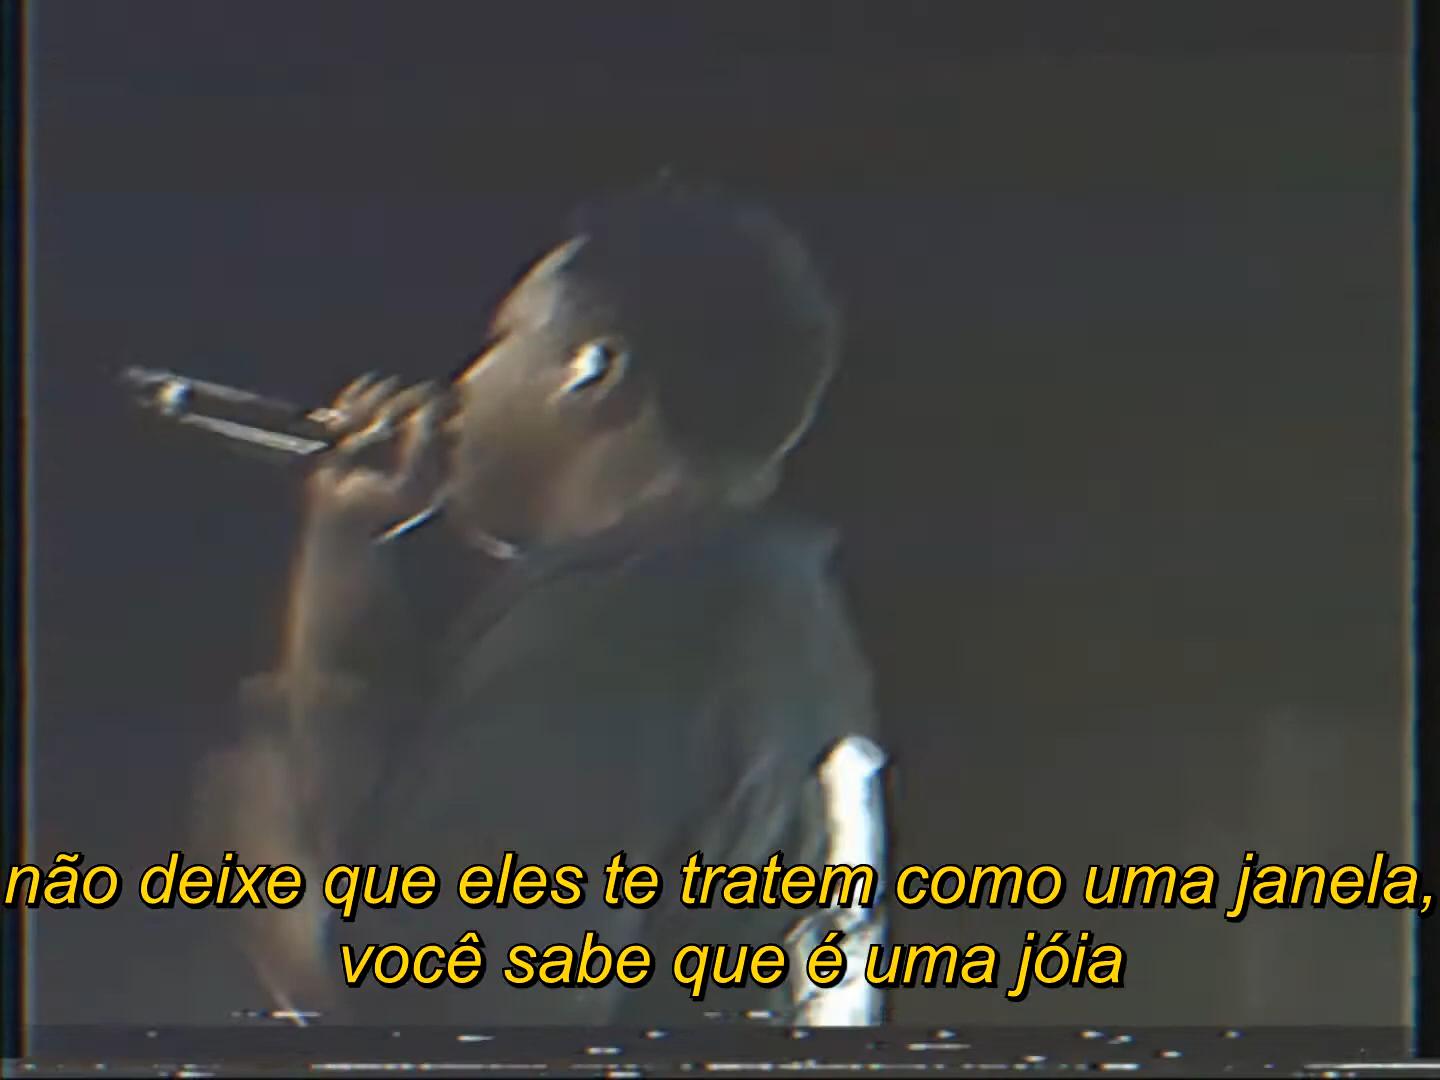 não deixe que eles te tratem como uma janela,
você sabe que é uma jóia